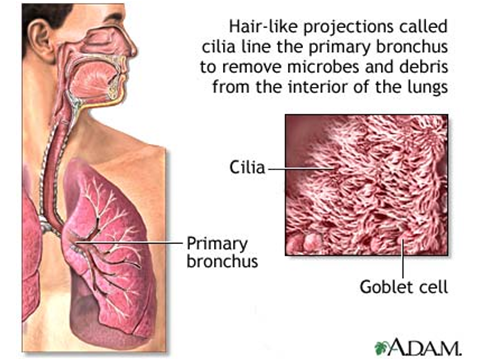 Hair-like projections called
cilia line the primary bronchus
to remove microbes and debris
from the interior of the lungs
Cilia
Primary
bronchus
Goblet cell
ADAM.